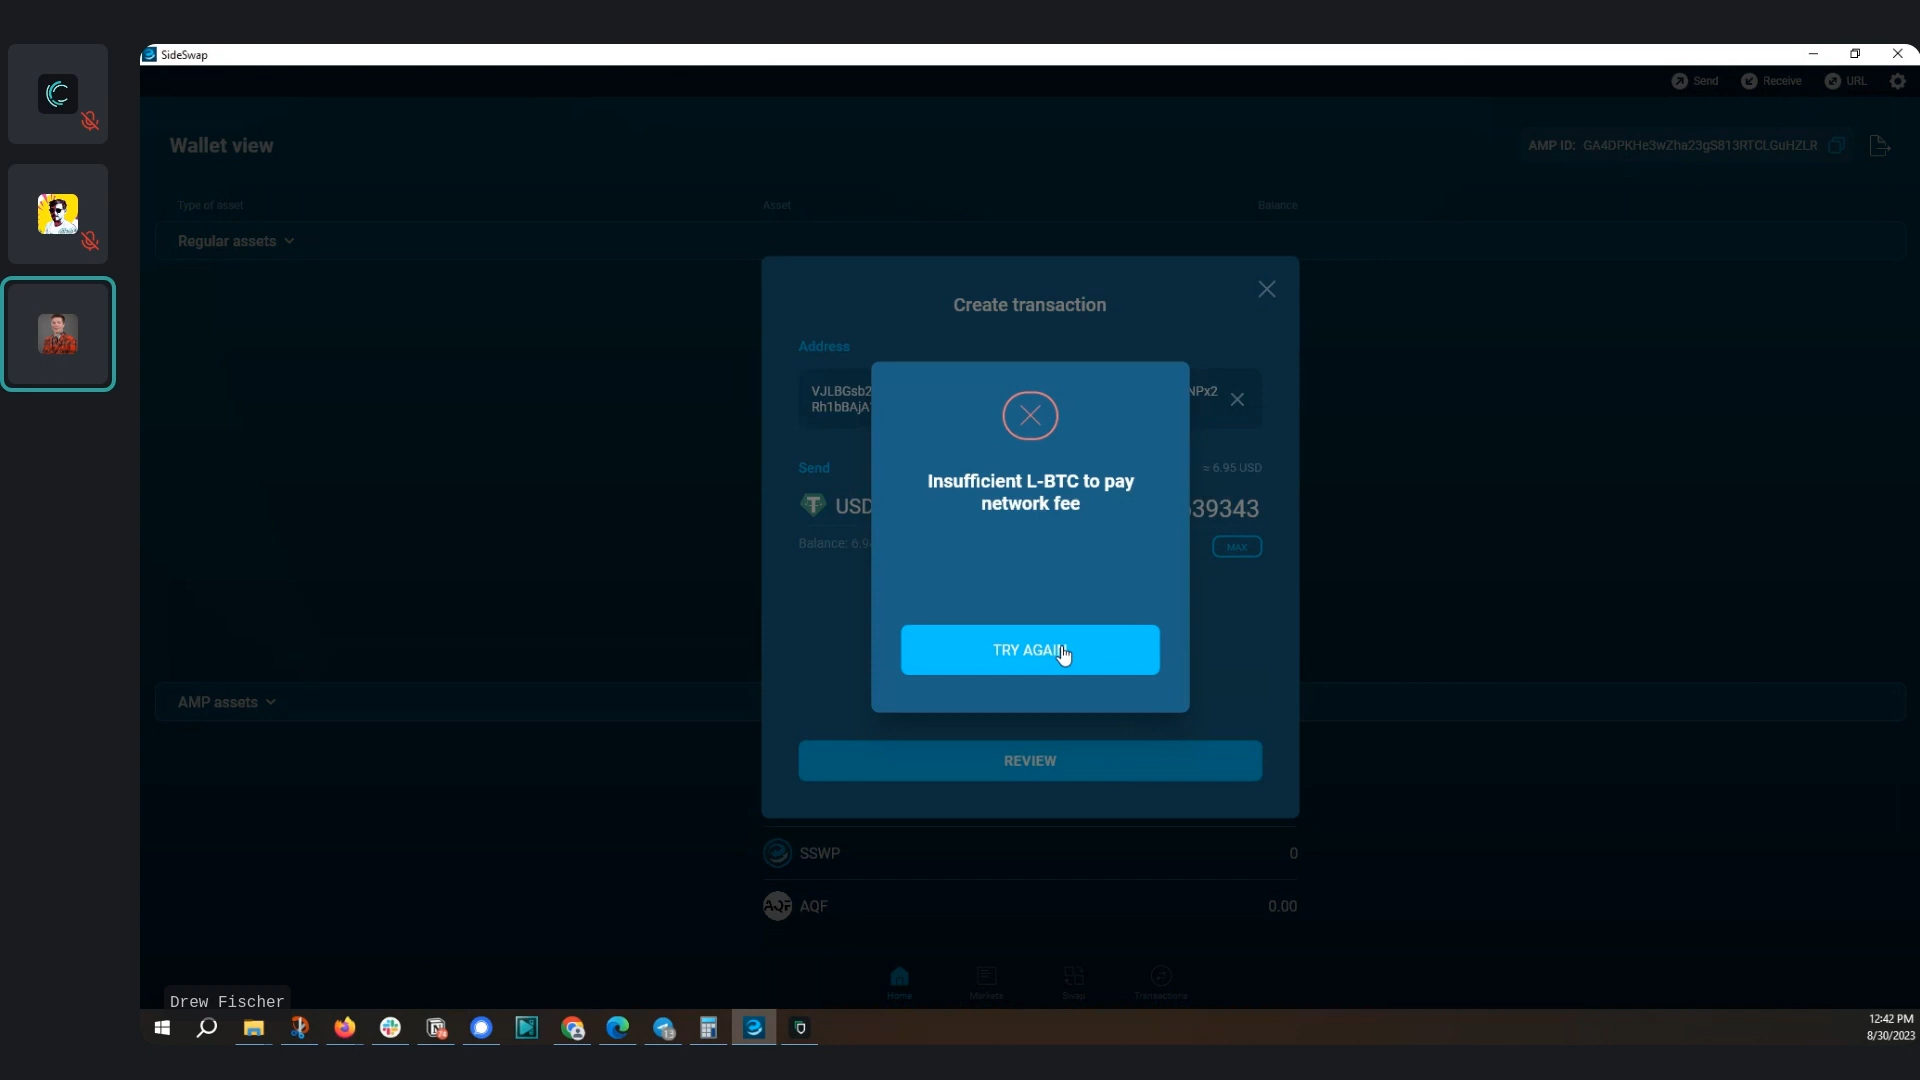 SideSwap
Send
Receive
URL
Wallet view
AMP ID: GA4DPKHe3wZha23gS813RTCLGuHZLR
Type of asset
Asset
Balance
Regular assets
Create transaction
Address
VJLBGsb2
NPx2
Rh1bBAjA
Insufficient L-BTC to pay
network fee
Send
≈ 6.95 USD
USD
39343
Balance: 6.9
MAX
TRY AGAIN
AMP assets
REVIEW
SSWP
0
AQF
AQF
0.00
Home
Markets
Swap
Transactions
Drew Fischer
12:42 PM
8/30/2023